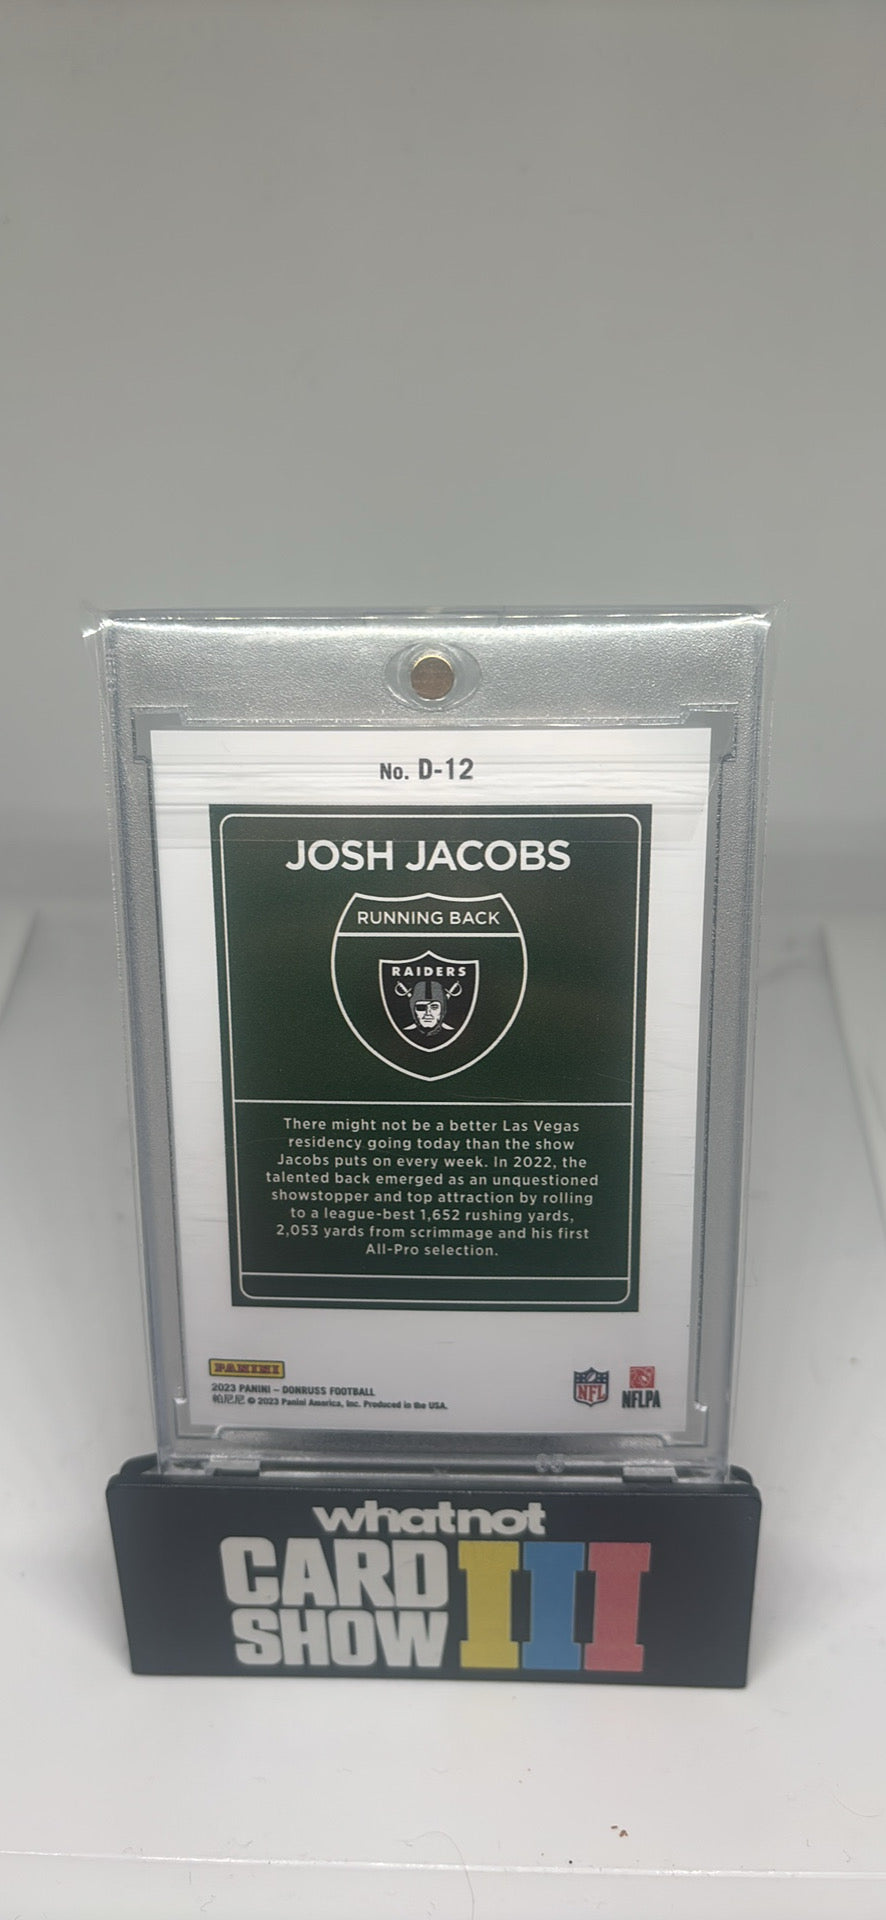 No. D-12
JOSH JACOBS
RUNNING BACK
RAIDERS
There might not be a better Las Vegas
residency going today than the show
Jacobs puts on every week. In 2022, the
talented back emerged as an unquestioned
showstopper and top attraction by rolling
to a league-best 1,652 rushing yards,
2,053 yards from scrimmage and his first
All-Pro selection.
PANINI
2023 PANINI – DONRUSS FOOTBALL
帕尼尼 © 2023 Panini America, Inc. Produced in the USA.
NFL
NFLPA
whatnot
CARD
SHOW
III